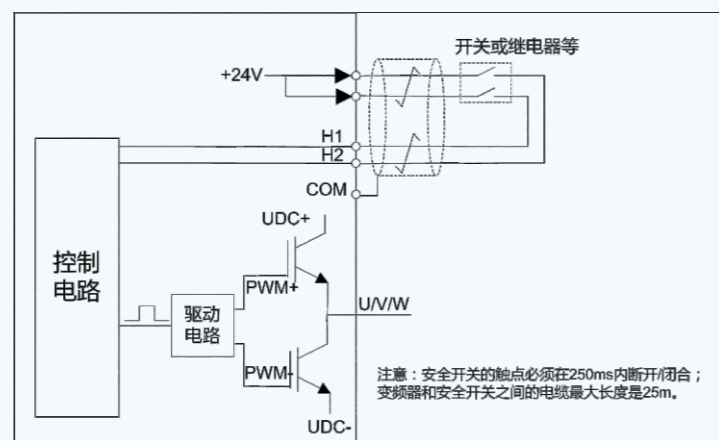 开关或继电器等
+24V
H1
H2
COM
UDC+
控制
电路
PWM+
U/V/W
驱动
电路
PWM-
注意：安全开关的触点必须在250ms内断开/闭合；
变频器和安全开关之间的电缆最大长度是25m。
UDC-